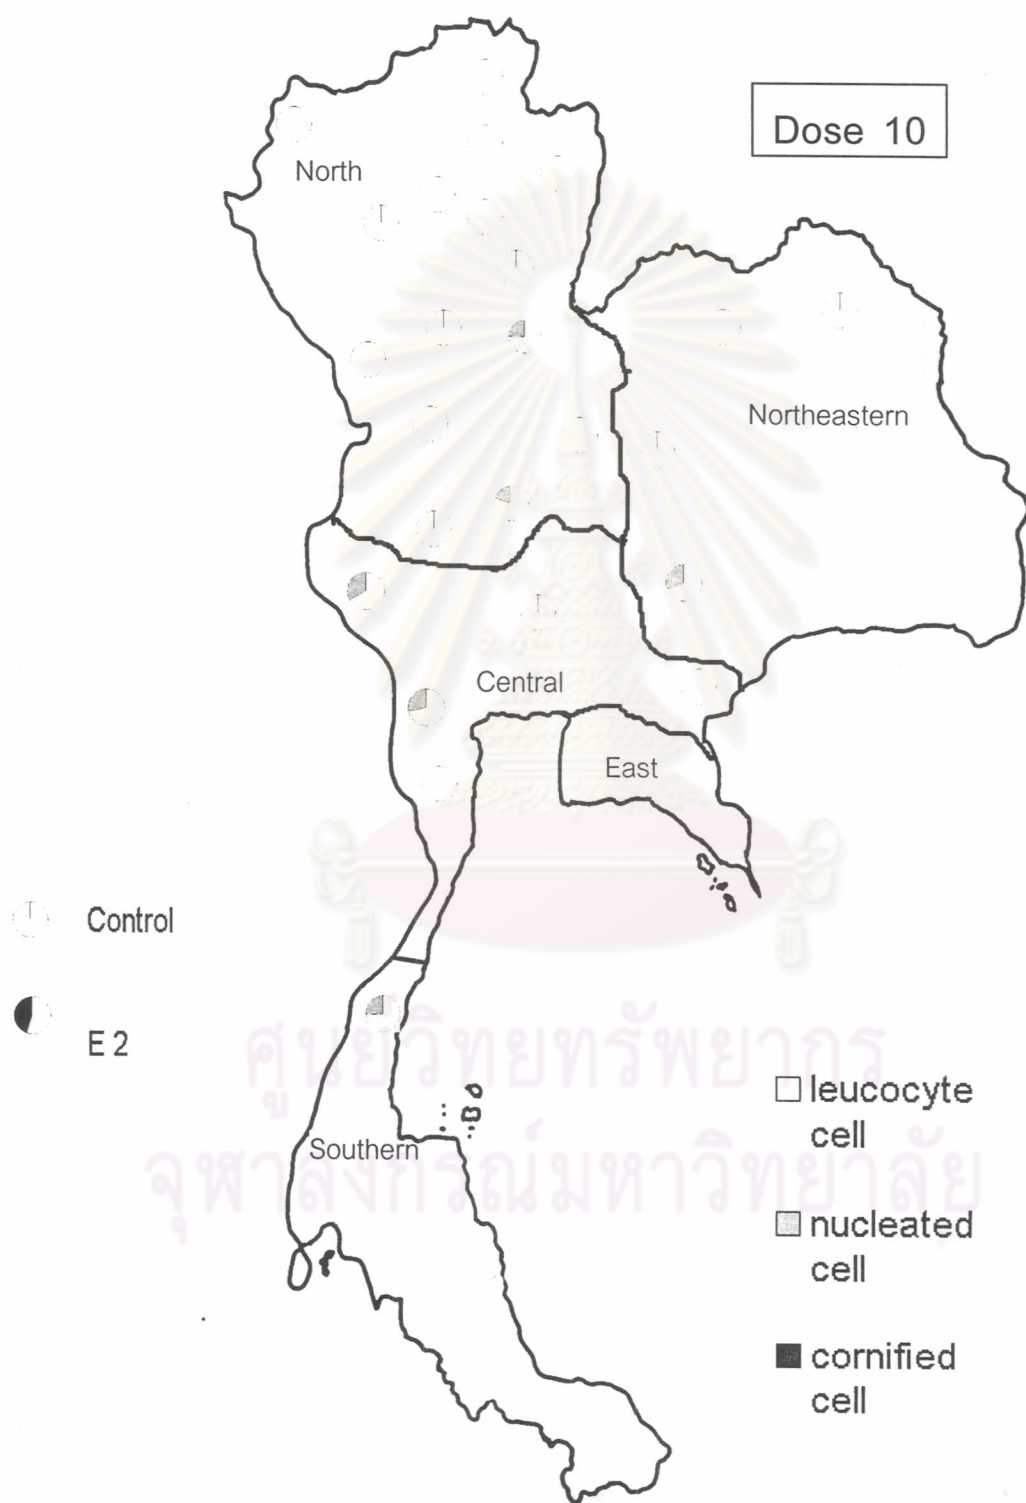 Dose 10
North
Northeastern
Central
East
Control
E 2
Southern
leucocyte
cell
nucleated
cell
cornified
cell
ศูนย์วิทยทรัพยากร
จุฬาลงกรณ์มหาวิทยาลัย